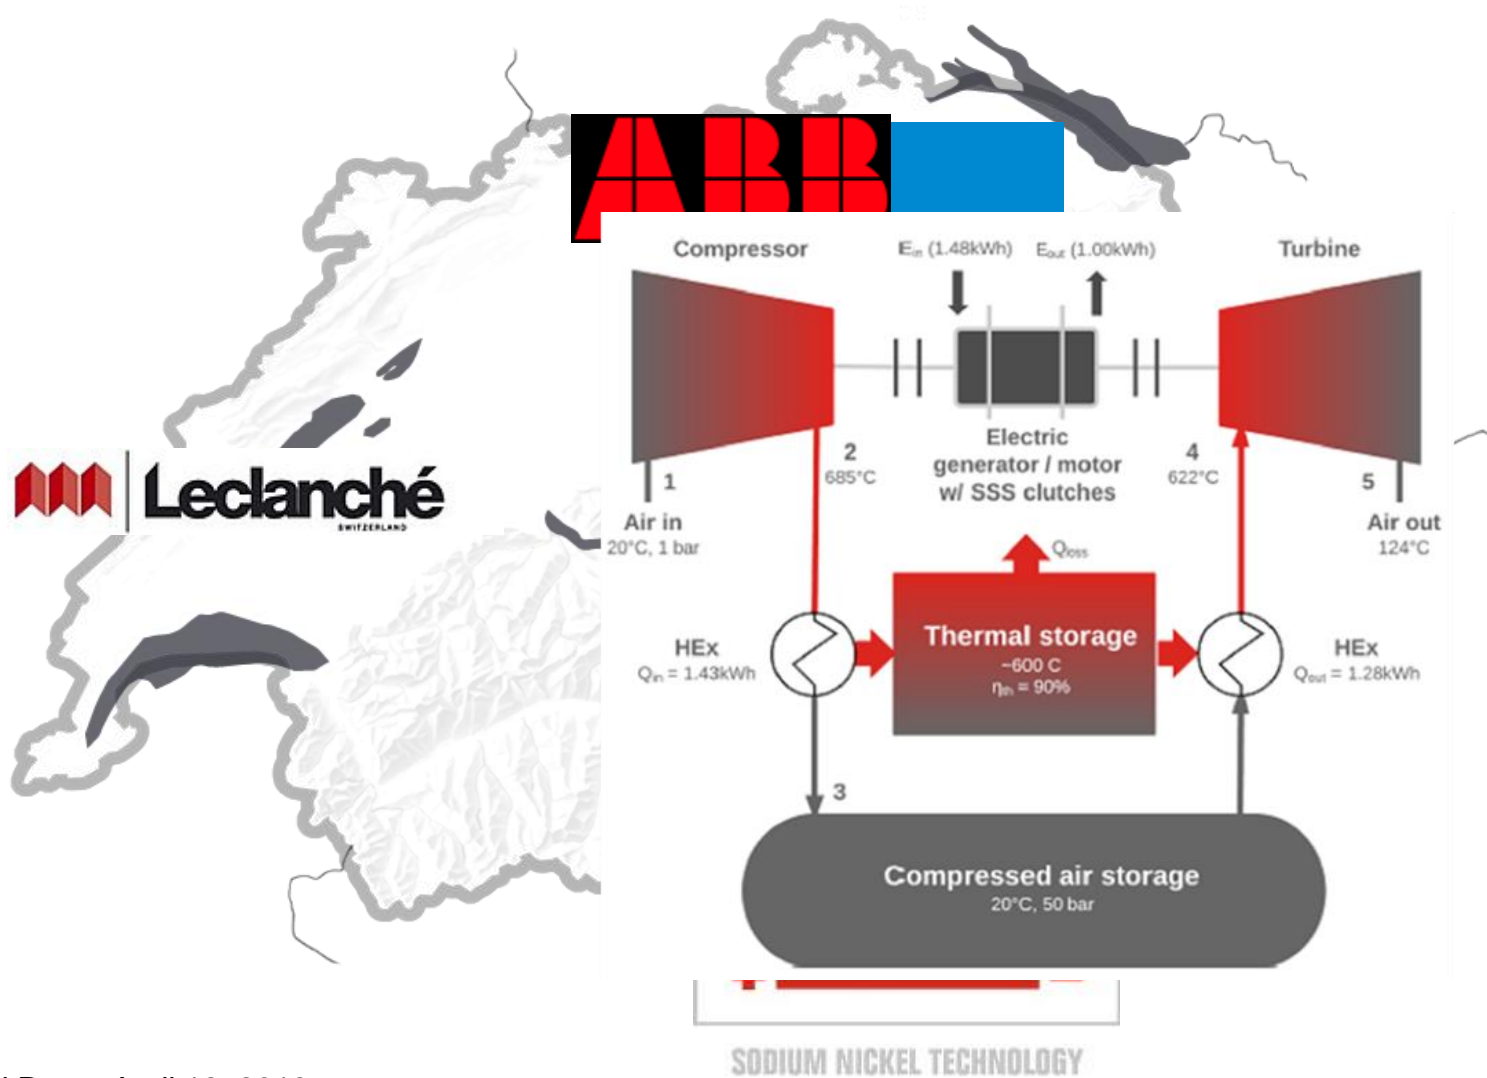 ABB
Compressor
Ein (1.48kWh)
Eout (1.00kWh)
Turbine
Electric
generator / motor
w/ SSS clutches
2
685°C
4
622°C
1
5
Air in
20°C, 1 bar
Air out
124°C
Leclanché
SWITZERLAND
Qloss
Thermal storage
~600 C
ηth = 90%
HEx
Qin = 1.43kWh
HEx
Qout = 1.28kWh
3
Compressed air storage
20°C, 50 bar
SODIUM NICKEL TECHNOLOGY